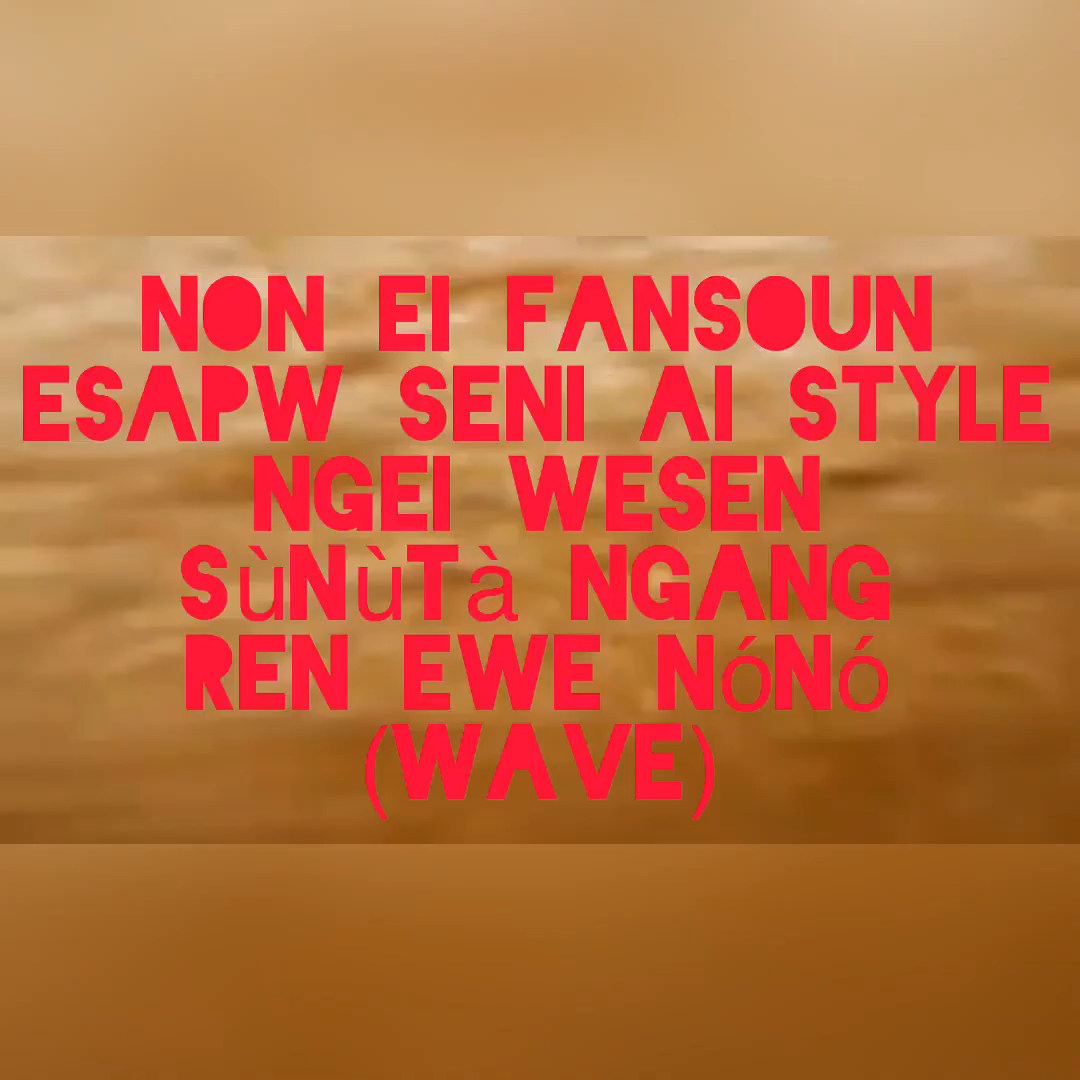 NON EI FANSOUN
ESAPW SENI AI STYLE
NGEI WESEN
SùNùTà NGANG
REN EWE NóNó
(WAVE)